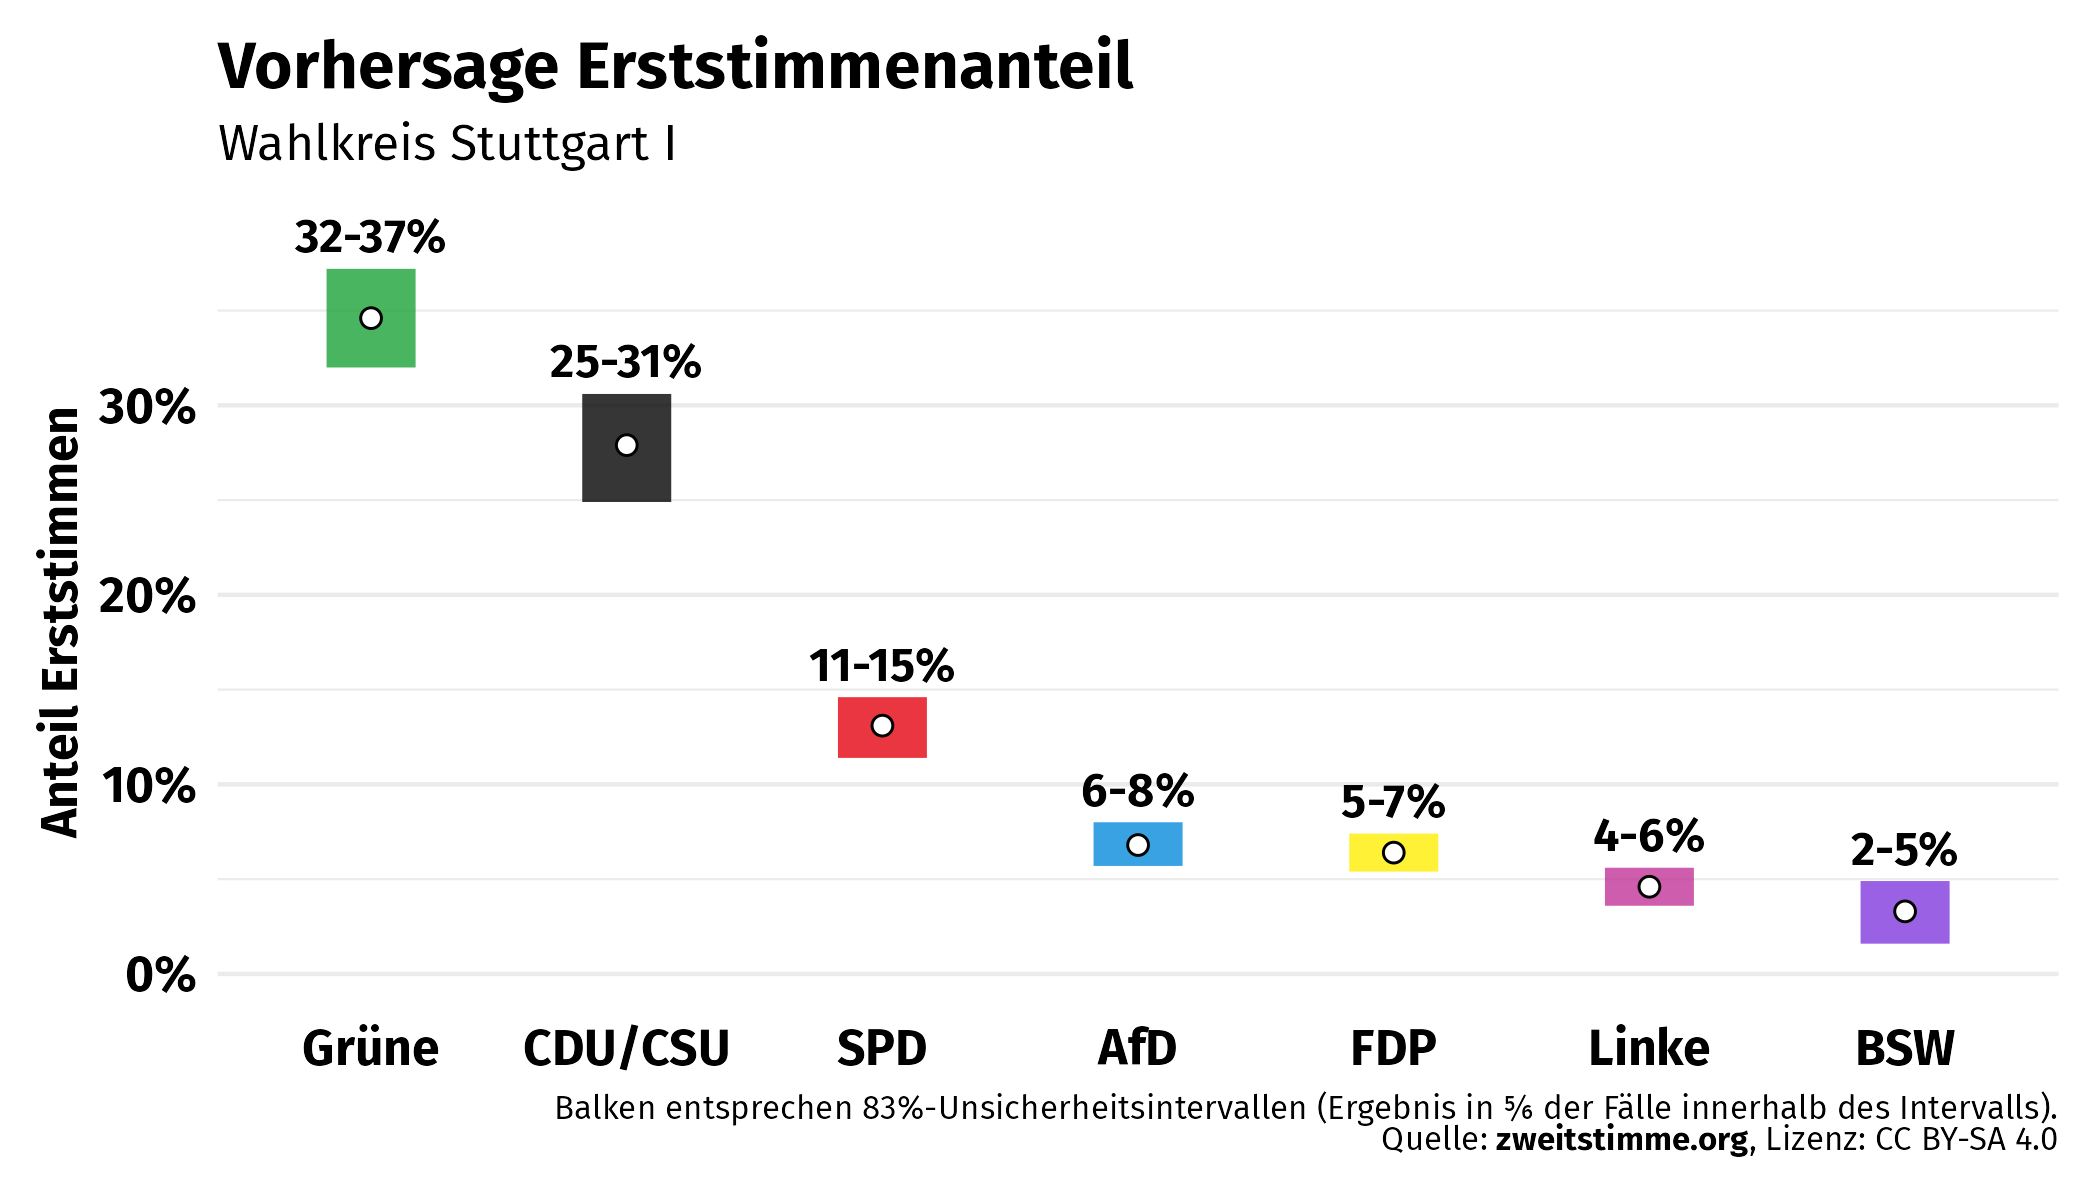 Vorhersage Erststimmenanteil
Wahlkreis Stuttgart I
32-37%
25-31%
30%
20%
11-15%
10%
6-8%
5-7%
4-6%
2-5%
0%
Anteil Erststimmen
Grüne CDU/CSU SPD AfD FDP Linke BSW
Balken entsprechen 83%-Unsicherheitsintervallen (Ergebnis in ⅚ der Fälle innerhalb des Intervalls).
Quelle: zweitstimme.org, Lizenz: CC BY-SA 4.0